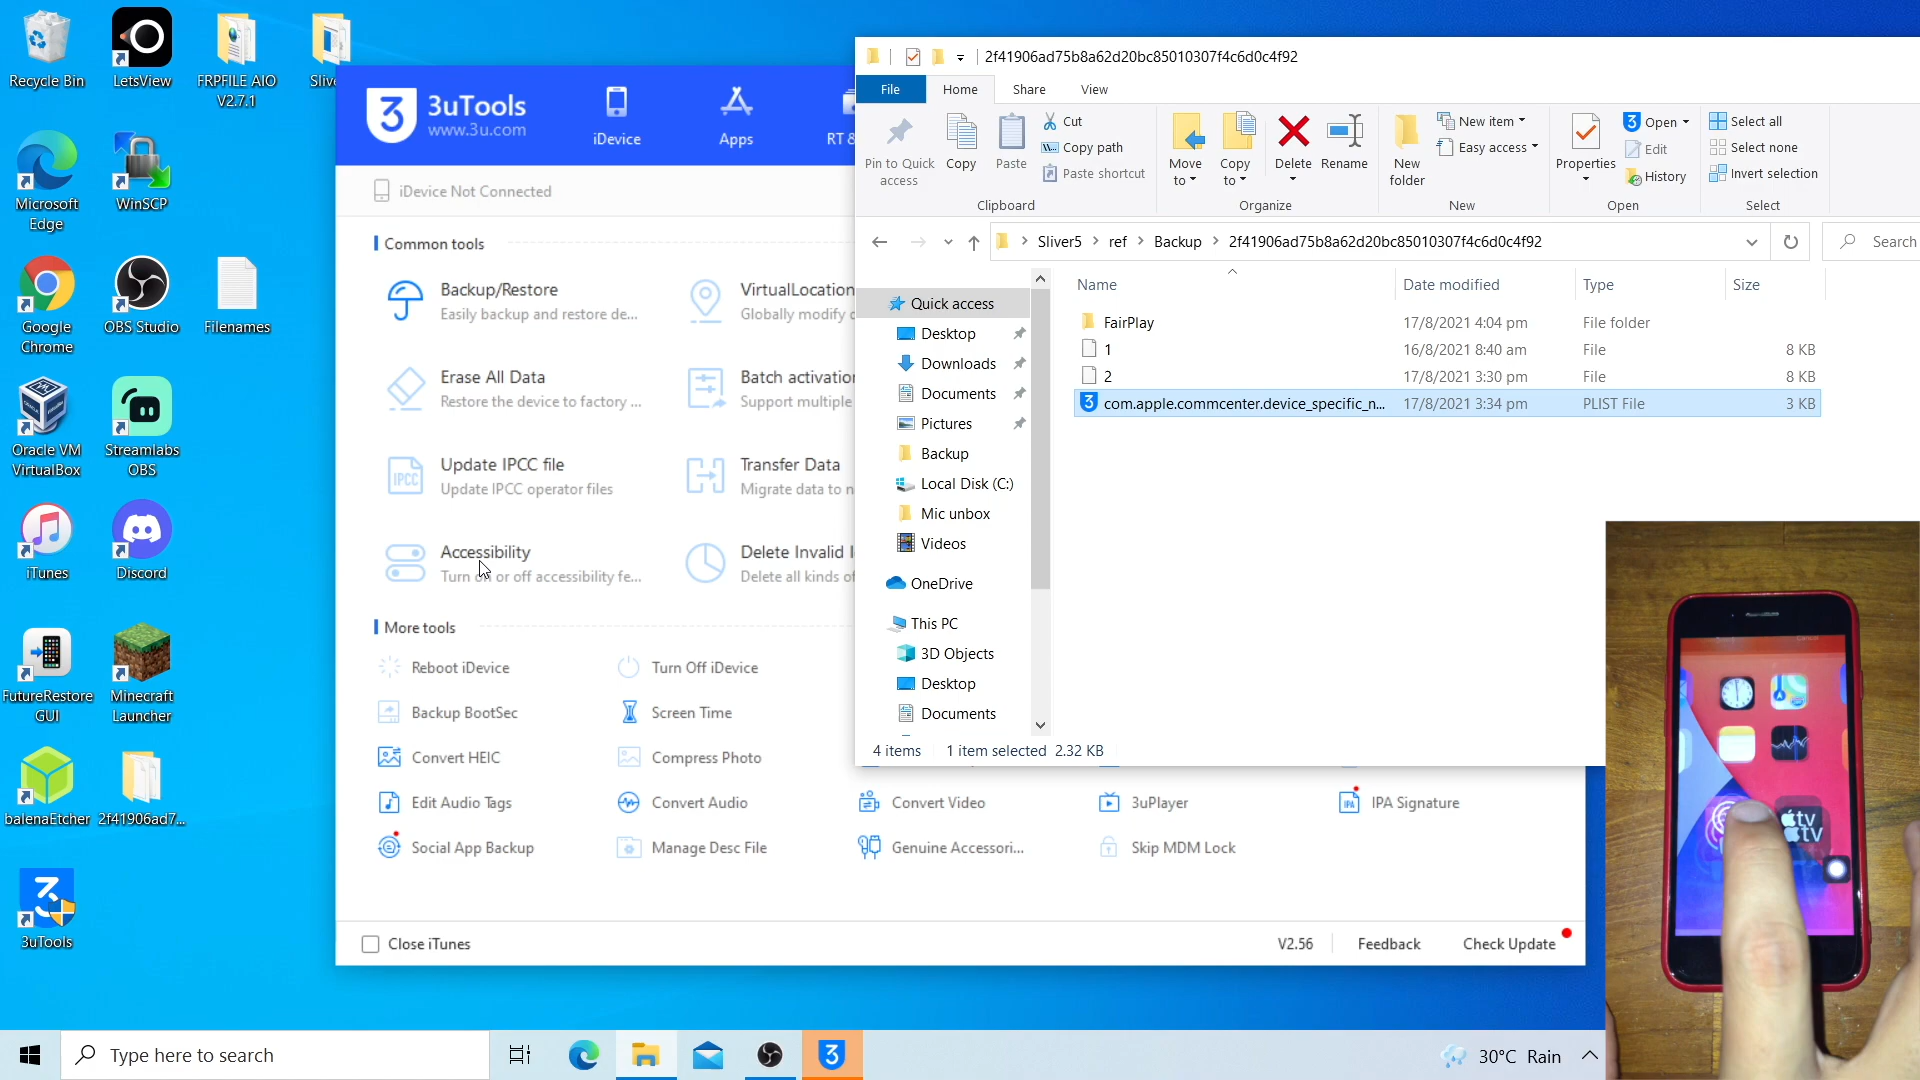 Recycle Bin
LetsView
FRPFILE AIO
V2.7.1
Sliv
Microsoft
Edge
WinSCP
Google
Chrome
OBS Studio
Filenames
Oracle VM
VirtualBox
Streamlabs
OBS
iTunes
Discord
FutureRestore
GUI
Minecraft
Launcher
balenaEtcher
2f41906ad7...
3uTools
3
3uTools
www.3u.com
iDevice
Apps
RT &
iDevice Not Connected
Common tools
Backup/Restore
Easily backup and restore de...
VirtualLocation
Globally modify
Erase All Data
Restore the device to factory ...
Batch activation
Support multiple
Update IPCC file
Update IPCC operator files
IPCC
Transfer Data
Migrate data to
Accessibility
Turn on or off accessibility fe...
Delete Invalid
Delete all kinds of
More tools
Reboot iDevice
Turn Off iDevice
Backup BootSec
Screen Time
Convert HEIC
Compress Photo
Edit Audio Tags
Convert Audio
Convert Video
3uPlayer
IPA
IPA Signature
Social App Backup
Manage Desc File
Genuine Accessori...
Skip MDM Lock
Close iTunes
V2.56
Feedback
Check Update
2f41906ad75b8a62d20bc85010307f4c6d0c4f92
File
Home
Share
View
Pin to Quick
access
Copy
Paste
Cut
Copy path
Paste shortcut
Clipboard
Move
to
Copy
to
Delete
Rename
Organize
New
folder
New item
Easy access
New
Properties
Open
Edit
History
Open
Select all
Select none
Invert selection
Select
Sliver5 > ref > Backup > 2f41906ad75b8a62d20bc85010307f4c6d0c4f92
Search
Quick access
Desktop
Downloads
Documents
Pictures
Backup
Local Disk (C:)
Mic unbox
Videos
OneDrive
This PC
3D Objects
Desktop
Documents
Name Date modified Type Size
FairPlay 17/8/2021 4:04 pm File folder
1 16/8/2021 8:40 am File 8 KB
2 17/8/2021 3:30 pm File 8 KB
com.apple.commcenter.device_specific_n... 17/8/2021 3:34 pm PLIST File 3 KB
4 items 1 item selected 2.32 KB
tv
tv
Type here to search
30°C Rain